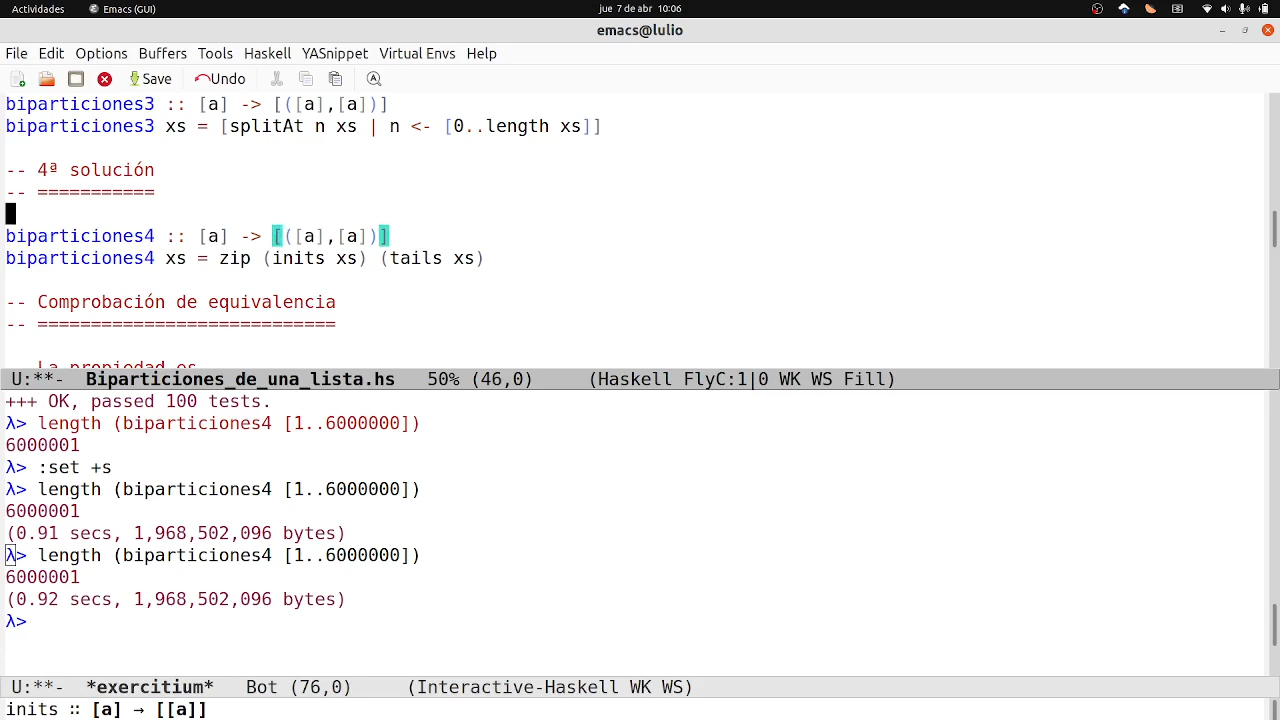 Actividades Emacs (GUI) jue 7 de abr 10:06
emacs@lulio
File Edit Options Buffers Tools Haskell YASnippet Virtual Envs Help
Save Undo
biparticiones3 :: [a] -> [([a],[a])]
biparticiones3 xs = [splitAt n xs | n <- [0..length xs]]
-- 4ª solución
-- ===========
biparticiones4 :: [a] -> [([a],[a])]
biparticiones4 xs = zip (inits xs) (tails xs)
-- Comprobación de equivalencia
-- ============================
La propiedad es
U:**- Biparticiones_de_una_lista.hs 50% (46,0) (Haskell FlyC:1|0 WK WS Fill)
+++ OK, passed 100 tests.
λ> length (biparticiones4 [1..6000000])
6000001
λ> :set +s
λ> length (biparticiones4 [1..6000000])
6000001
(0.91 secs, 1,968,502,096 bytes)
λ> length (biparticiones4 [1..6000000])
6000001
(0.92 secs, 1,968,502,096 bytes)
λ>
U:**- *exercitium* Bot (76,0) (Interactive-Haskell WK WS)
inits ∷ [a] → [[a]]